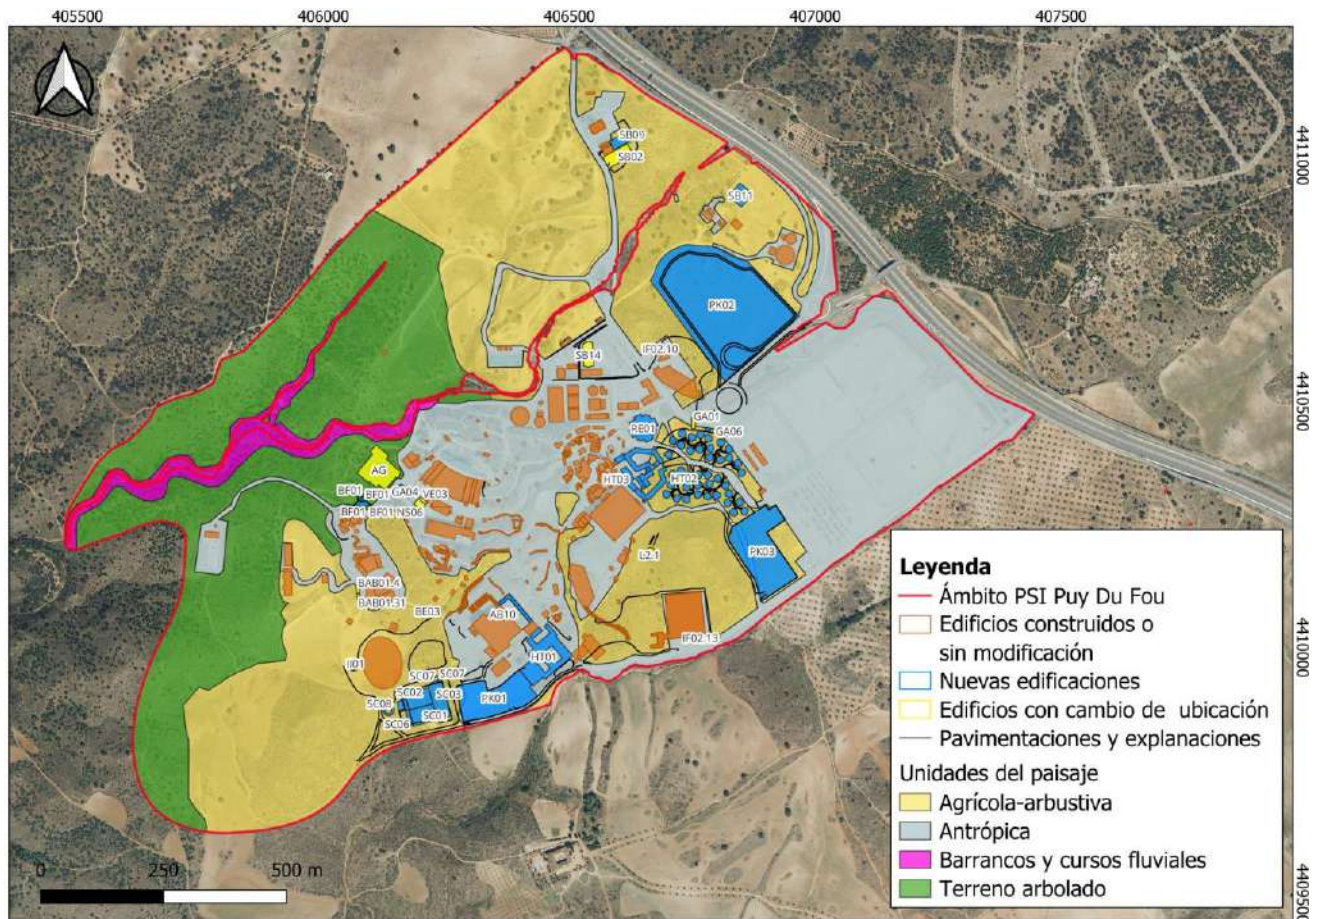 405500 406000 406500 407000 407500
4411000
4410500
4410000
4409500
SB09
SB02
SB11
PK02
IF02.10
SB14
GA01
RE01
GA06
AG
HT03
HT02
BF01
BF01
GA04
VE03
BF01
BF01
NS06
L2.1
PK03
BAB01.4
BAB01.31
BE03
AB10
IF02.13
HT01
II01
SC07
SC07
SC02
SC03
PK01
SC08
SC01
SC06
Leyenda
Ámbito PSI Puy Du Fou
Edificios construidos o
sin modificación
Nuevas edificaciones
Edificios con cambio de ubicación
Pavimentaciones y explanaciones
Unidades del paisaje
Agrícola-arbustiva
Antrópica
Barrancos y cursos fluviales
Terreno arbolado
0 250 500 m